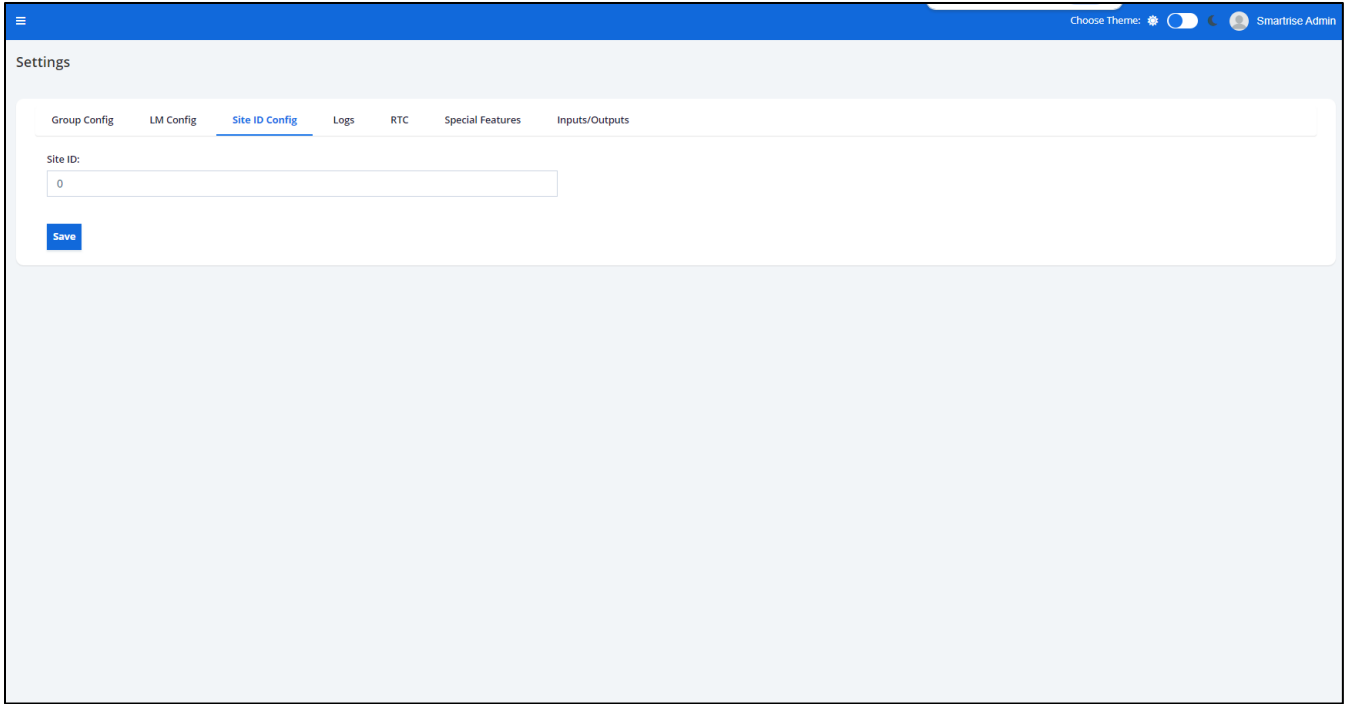 Choose Theme: Smartrise Admin
Settings
Group Config LM Config Site ID Config Logs RTC Special Features Inputs/Outputs
Site ID:
0
Save